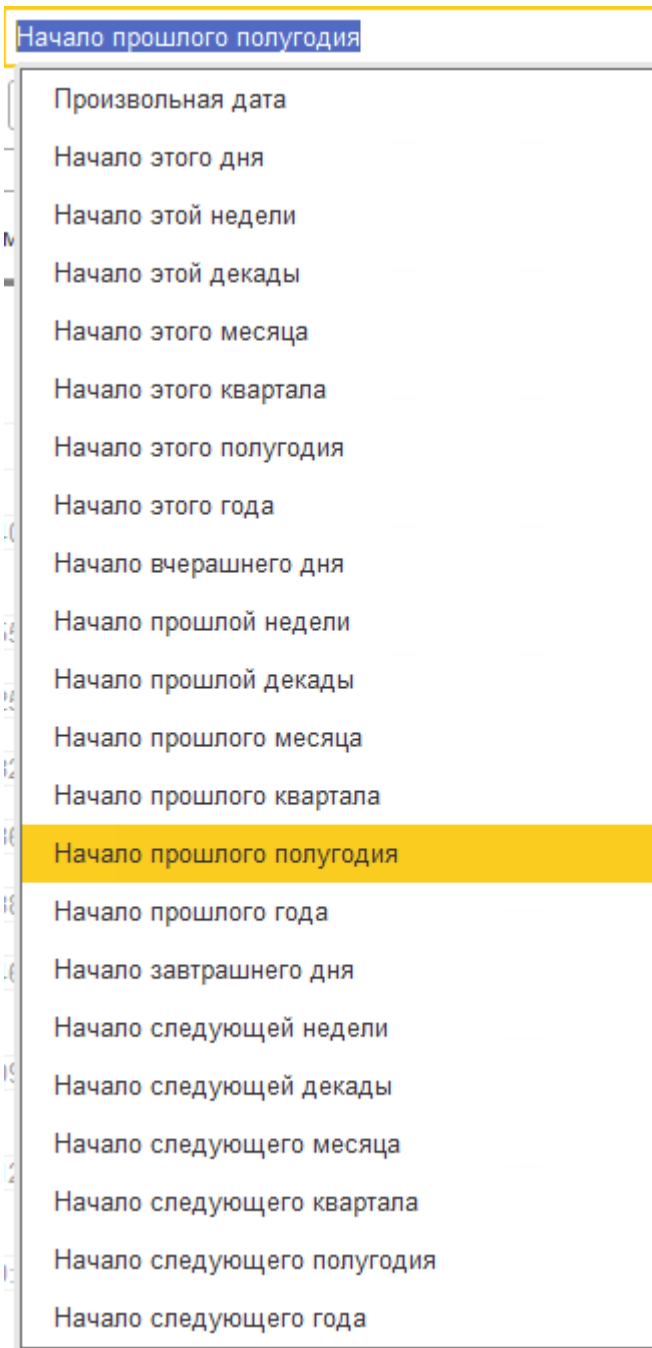 Начало прошлого полугодия
Произвольная дата
Начало этого дня
Начало этой недели
Начало этой декады
Начало этого месяца
Начало этого квартала
Начало этого полугодия
Начало этого года
Начало вчерашнего дня
Начало прошлой недели
Начало прошлой декады
Начало прошлого месяца
Начало прошлого квартала
Начало прошлого полугодия
Начало прошлого года
Начало завтрашнего дня
Начало следующей недели
Начало следующей декады
Начало следующего месяца
Начало следующего квартала
Начало следующего полугодия
Начало следующего года